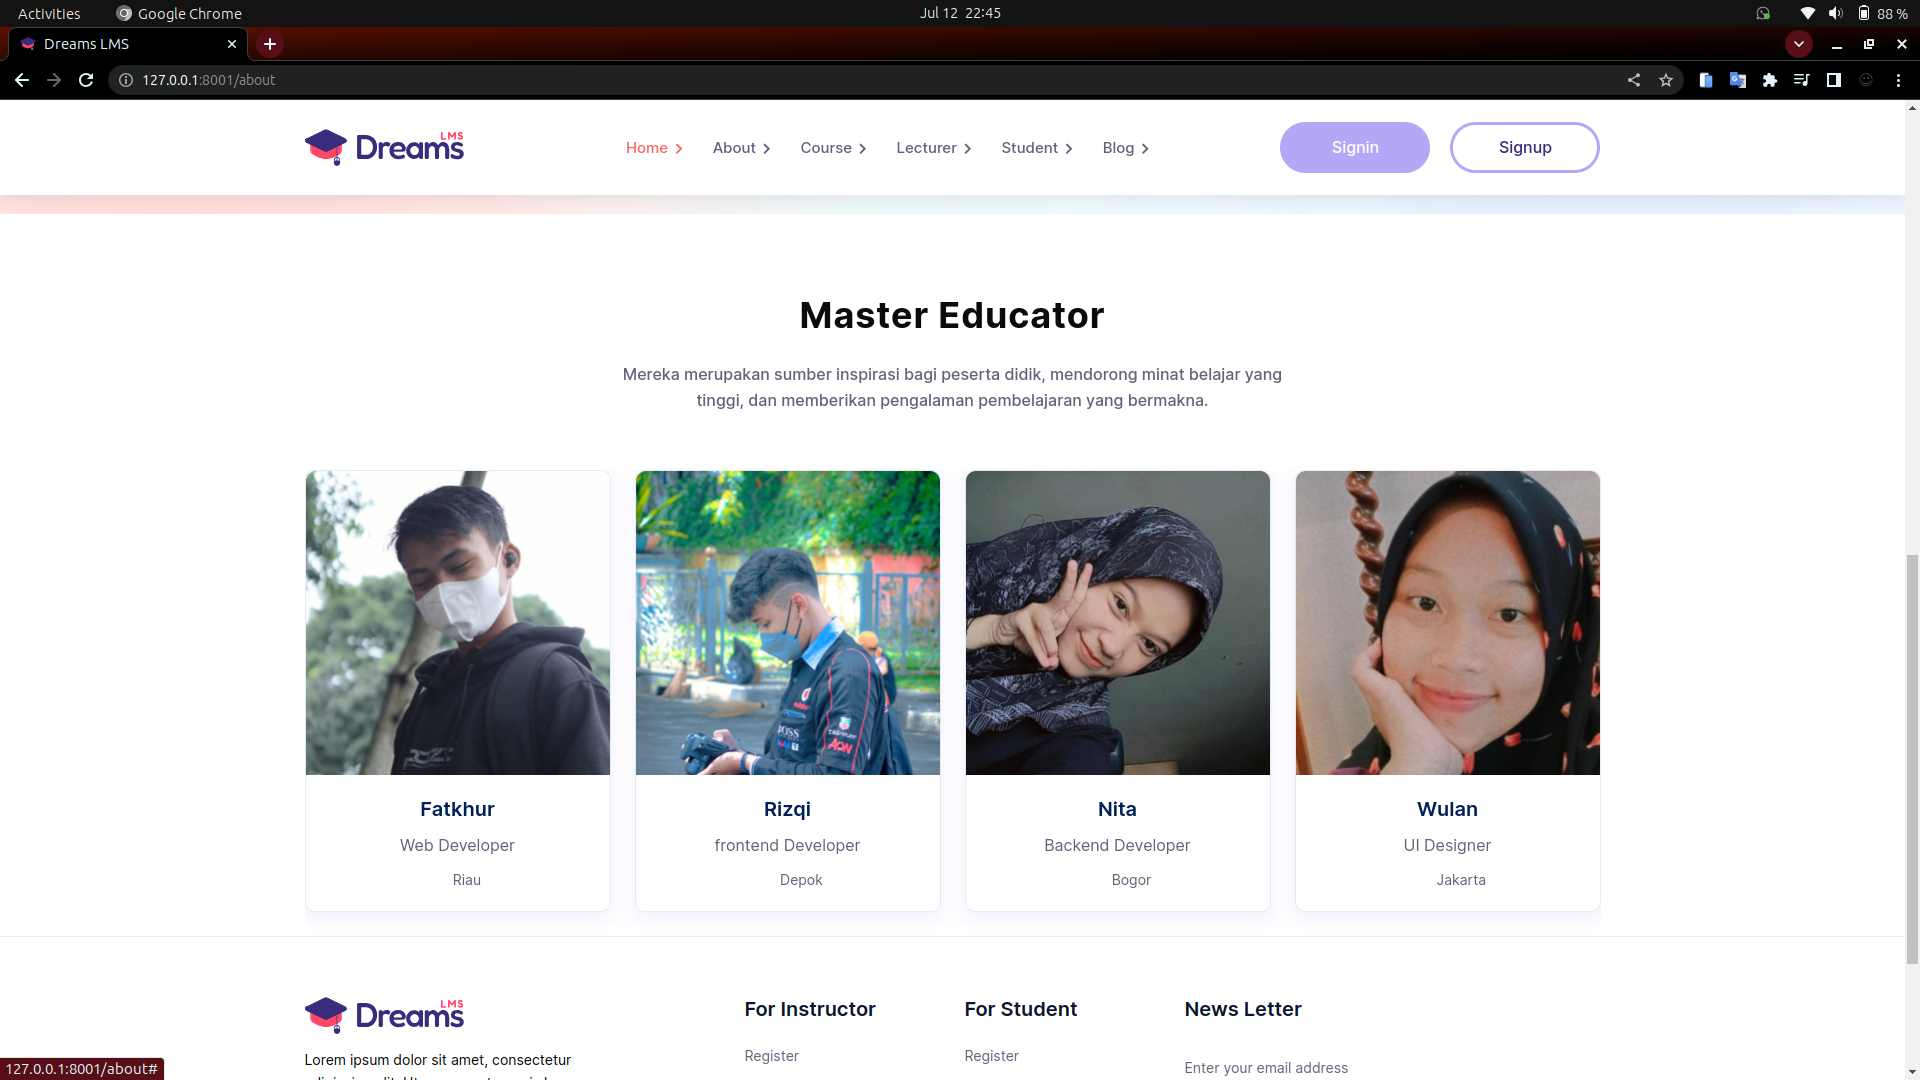 Activities
Google Chrome
Jul 12 22:45
88 %
Dreams LMS
127.0.0.1:8001/about
LMS
Dreams
Home
About
Course
Lecturer
Student
Blog
Signin
Signup
Master Educator
Mereka merupakan sumber inspirasi bagi peserta didik, mendorong minat belajar yang
tinggi, dan memberikan pengalaman pembelajaran yang bermakna.
BOSS
AON
Fatkhur
Web Developer
Riau
Rizqi
frontend Developer
Depok
Nita
Backend Developer
Bogor
Wulan
UI Designer
Jakarta
LMS
Dreams
Lorem ipsum dolor sit amet, consectetur
For Instructor
Register
For Student
Register
News Letter
Enter your email address
127.0.0.1:8001/about#